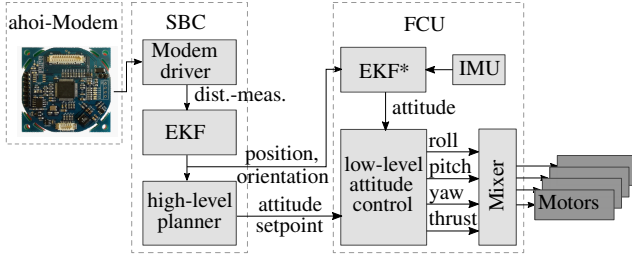 ahoi-Modem
SBC
FCU
Modem
driver
EKF*
IMU
dist.-meas.
attitude
EKF
position,
orientation
low-level
attitude
control
roll
pitch
yaw
thrust
Mixer
Motors
high-level
planner
attitude
setpoint